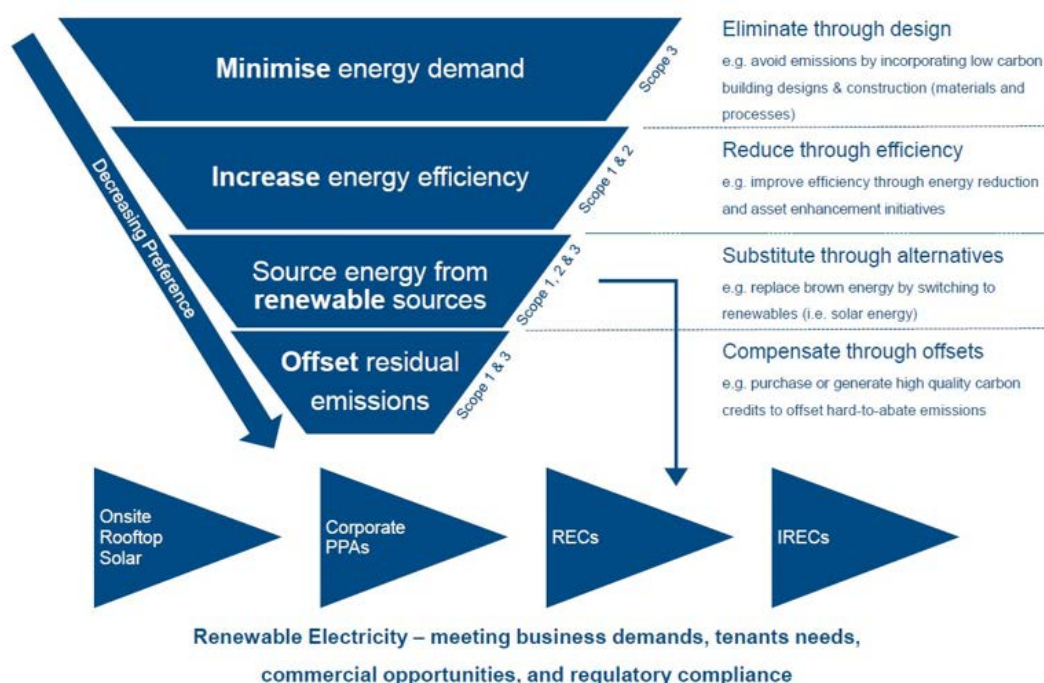 Minimise energy demand
Scope 3
Eliminate through design
e.g. avoid emissions by incorporating low carbon
building designs & construction (materials and
processes)
Decreasing Preference
Increase energy efficiency
Scope 1 & 2
Reduce through efficiency
e.g. improve efficiency through energy reduction
and asset enhancement initiatives
Source energy from
renewable sources
Scope 1, 2 & 3
Substitute through alternatives
e.g. replace brown energy by switching to
renewables (i.e. solar energy)
Offset residual
emissions
Scope 1 & 3
Compensate through offsets
e.g. purchase or generate high quality carbon
credits to offset hard-to-abate emissions
Onsite
Rooftop
Solar
Corporate
PPAs
RECs
IRECs
Renewable Electricity – meeting business demands, tenants needs,
commercial opportunities, and regulatory compliance